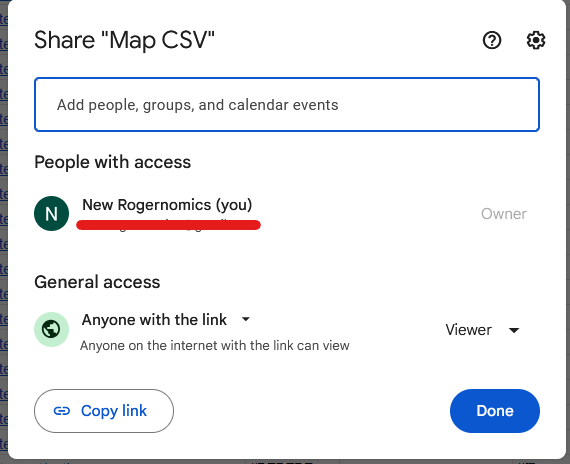 Share "Map CSV"
Add people, groups, and calendar events
People with access
N
New Rogernomics (you)
Owner
General access
Anyone with the link
Viewer
Anyone on the internet with the link can view
Copy link
Done